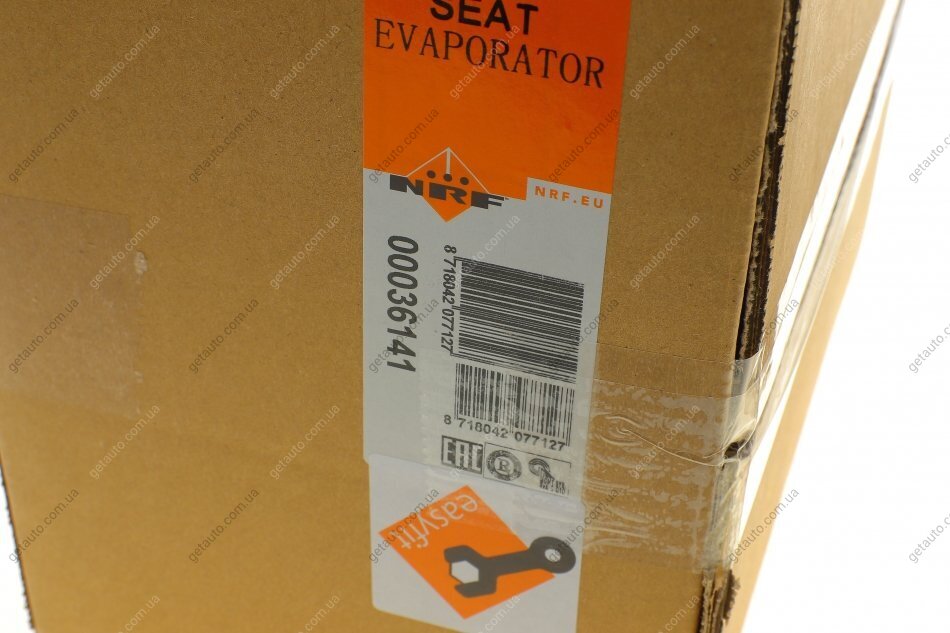 SEAT
EVAPORATOR
NRF
NRF.EU
00036141
8 718042 077127
8 718042 077127
EAC
R
easyfit
getauto.com.ua